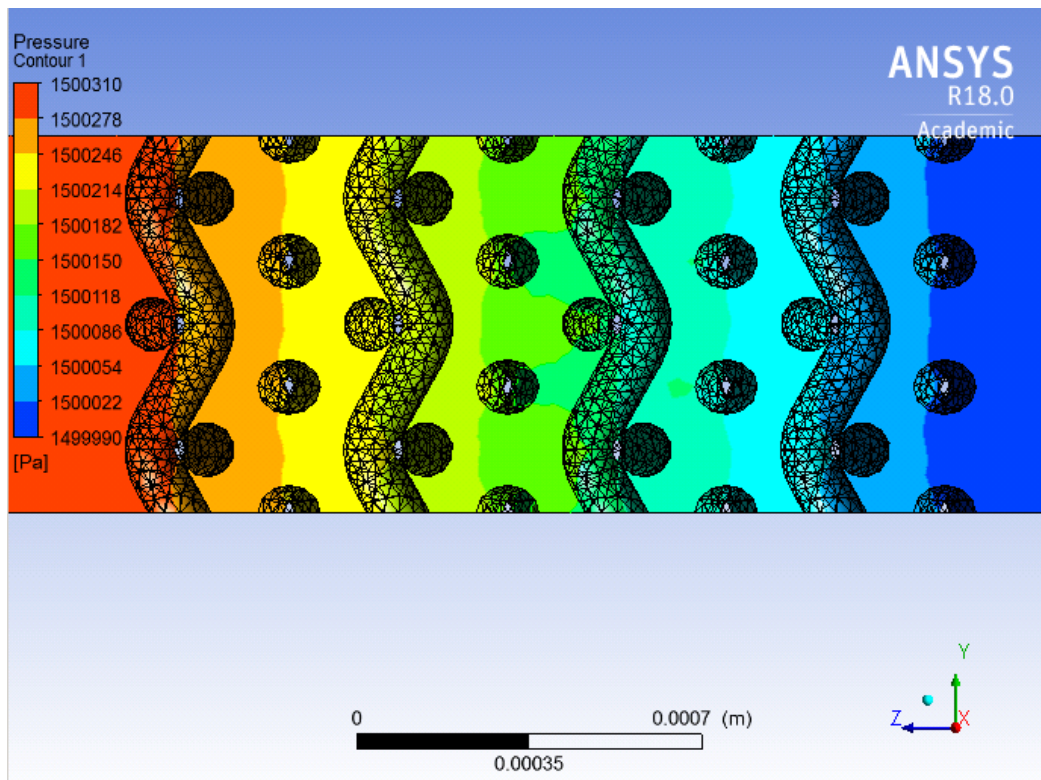 Pressure
Contour 1
1500310
1500278
1500246
1500214
1500182
1500150
1500118
1500086
1500054
1500022
1499990
[Pa]
ANSYS
R18.0
Academic
0 0.0007 (m)
0.00035
Y
Z X